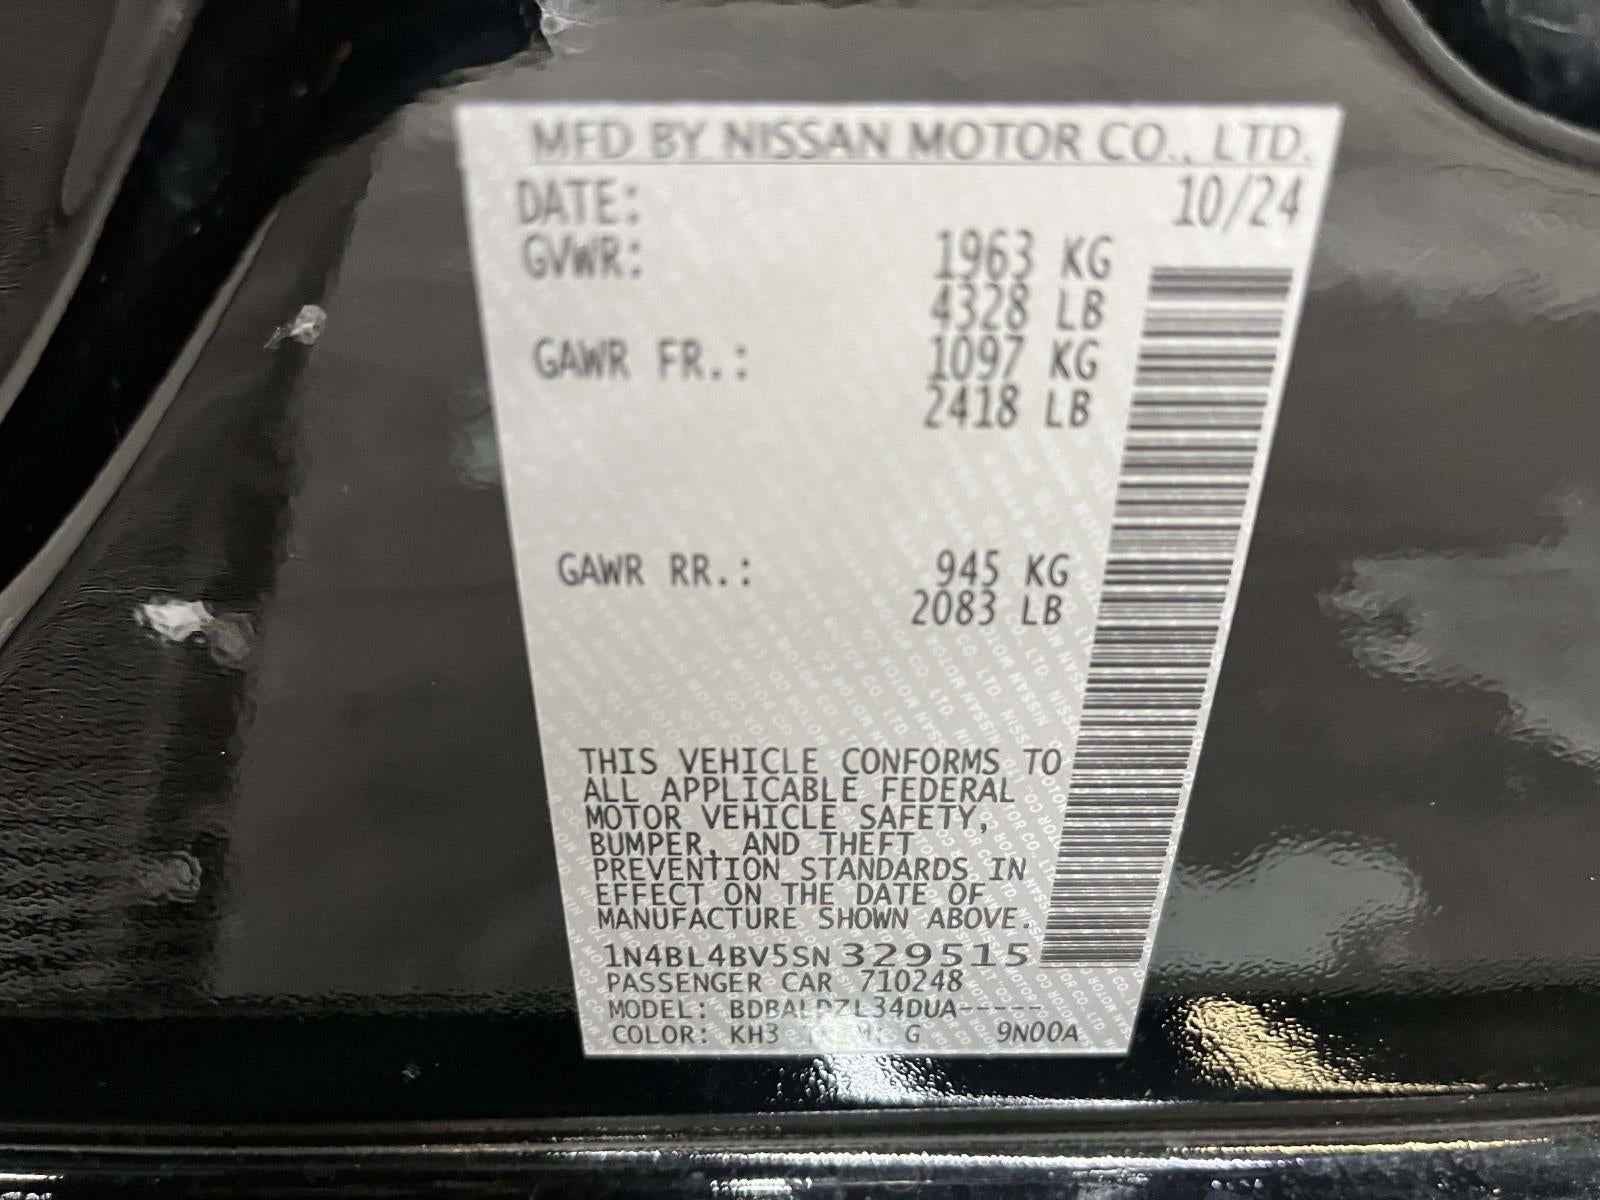 MFD BY NISSAN MOTOR CO., LTD.
DATE: 10/24
GVWR: 1963 KG
4328 LB
GAWR FR.: 1097 KG
2418 LB
GAWR RR.: 945 KG
2083 LB
THIS VEHICLE CONFORMS TO
ALL APPLICABLE FEDERAL
MOTOR VEHICLE SAFETY,
BUMPER, AND THEFT
PREVENTION STANDARDS IN
EFFECT ON THE DATE OF
MANUFACTURE SHOWN ABOVE.
1N4BL4BV5SN329515
PASSENGER CAR 710248
MODEL:
COLOR: KH3 G 9N00A